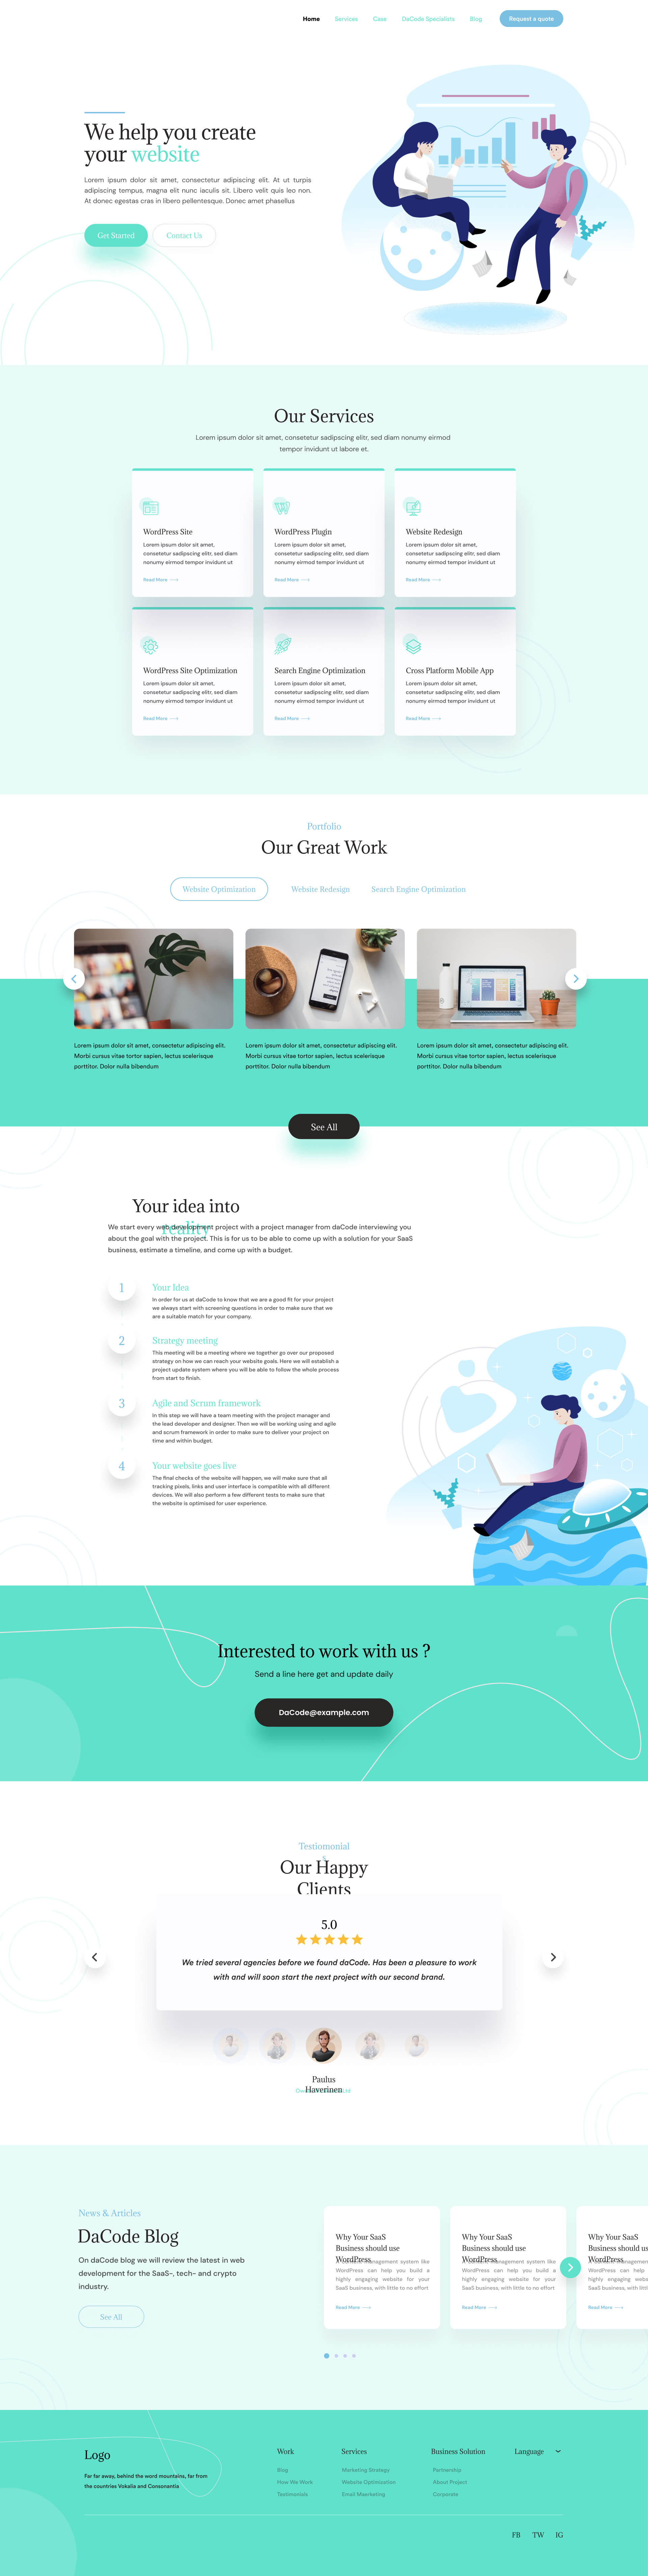 Home Services Case DaCode Specialists Blog Request a quote
We help you create
your website
Lorem ipsum dolor sit amet, consectetur adipiscing elit. At ut turpis
adipiscing tempus, magna elit nunc iaculis sit. Libero velit quis leo non.
At donec egestas cras in libero pellentesque. Donec amet phasellus
Get Started Contact Us
Our Services
Lorem ipsum dolor sit amet, consetetur sadipscing elitr, sed diam nonumy eirmod
tempor invidunt ut labore et.
WordPress Site
Lorem ipsum dolor sit amet,
consetetur sadipscing elitr, sed diam
nonumy eirmod tempor invidunt ut
Read More
WordPress Plugin
Lorem ipsum dolor sit amet,
consetetur sadipscing elitr, sed diam
nonumy eirmod tempor invidunt ut
Read More
Website Redesign
Lorem ipsum dolor sit amet,
consetetur sadipscing elitr, sed diam
nonumy eirmod tempor invidunt ut
Read More
WordPress Site Optimization
Lorem ipsum dolor sit amet,
consetetur sadipscing elitr, sed diam
nonumy eirmod tempor invidunt ut
Read More
Search Engine Optimization
Lorem ipsum dolor sit amet,
consetetur sadipscing elitr, sed diam
nonumy eirmod tempor invidunt ut
Read More
Cross Platform Mobile App
Lorem ipsum dolor sit amet,
consetetur sadipscing elitr, sed diam
nonumy eirmod tempor invidunt ut
Read More
Portfolio
Our Great Work
Website Optimization Website Redesign Search Engine Optimization
Lorem ipsum dolor sit amet, consectetur adipiscing elit.
Morbi cursus vitae tortor sapien, lectus scelerisque
porttitor. Dolor nulla bibendum
Lorem ipsum dolor sit amet, consectetur adipiscing elit.
Morbi cursus vitae tortor sapien, lectus scelerisque
porttitor. Dolor nulla bibendum
Lorem ipsum dolor sit amet, consectetur adipiscing elit.
Morbi cursus vitae tortor sapien, lectus scelerisque
porttitor. Dolor nulla bibendum
See All
Your idea into
reality
We start every web development project with a project manager from daCode interviewing you
about the goal with the project. This is for us to be able to come up with a solution for your SaaS
business, estimate a timeline, and come up with a budget.
1
Your Idea
In order for us at daCode to know that we are a good fit for your project
we always start with screening questions in order to make sure that we
are a suitable match for your company.
2
Strategy meeting
This meeting will be a meeting where we together go over our proposed
strategy on how we can reach your website goals. Here we will establish a
project update system where you will be able to follow the whole process
from start to finish.
3
Agile and Scrum framework
In this step we will have a team meeting with the project manager and
the lead developer and designer. Then we will be working using and agile
and scrum framework in order to make sure to deliver your project on
time and within budget.
4
Your website goes live
The final checks of the website will happen, we will make sure that all
tracking pixels, links and user interface is compatible with all different
devices. We will also perform a few different tests to make sure that
the website is optimised for user experience.
Interested to work with us ?
Send a line here get and update daily
DaCode@example.com
Testiomonial
s
Our Happy
Clients
5.0
We tried several agencies before we found daCode. Has been a pleasure to work
with and will soon start the next project with our second brand.
Paulus
Haverinen
News & Articles
DaCode Blog
On daCode blog we will review the latest in web
development for the SaaS-, tech- and crypto
industry.
See All
Why Your SaaS
Business should use
WordPress
management system like
WordPress can help you build a
highly engaging website for your
SaaS business, with little to no effort
Read More
Why Your SaaS
Business should use
WordPress
management system like
WordPress can help you build a
highly engaging website for your
SaaS business, with little to no effort
Read More
Why Your SaaS
Business should us
WordPress
managemen
WordPress can help
highly engaging webs
SaaS business, with littl
Read More
Logo
Far far away, behind the word mountains, far from
the countries Vokalia and Consonantia
Work
Blog
How We Work
Testimonials
Services
Marketing Strategy
Website Optimization
Email Maerketing
Business Solution
Partnership
About Project
Corporate
Language
FB TW IG